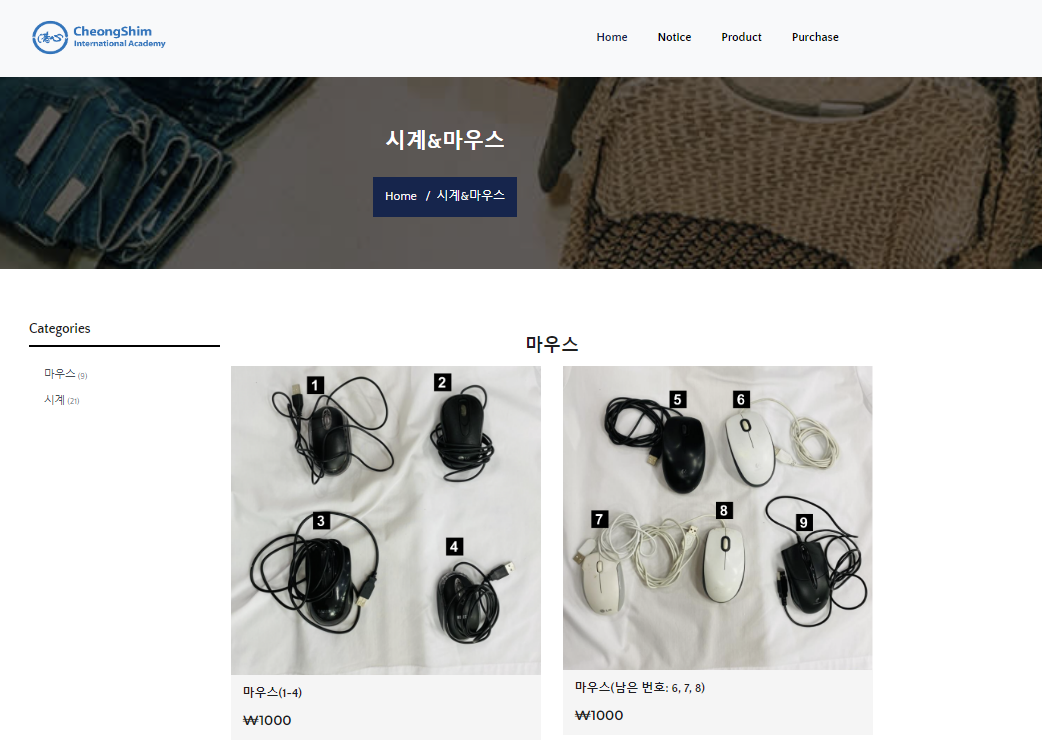 CheongShim
International Academy
Home Notice Product Purchase
시계&마우스
Home / 시계&마우스
Categories
마우스 (9)
시계 (21)
마우스
1
2
3
4
5
6
7
8
9
마우스(1-4)
₩1000
마우스(남은 번호: 6, 7, 8)
₩1000